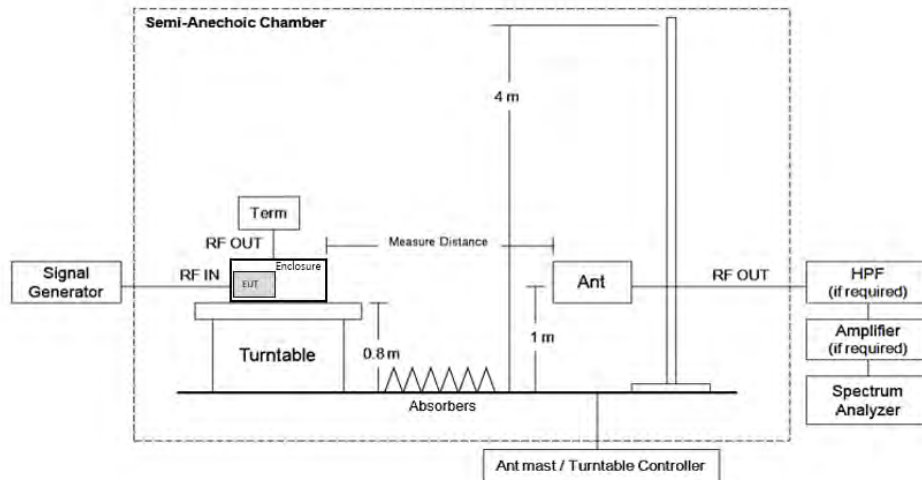 Semi-Anechoic Chamber
4 m
Term
RF OUT
Measure Distance
Enclosure
EUT
RF IN
Signal
Generator
Ant
RF OUT
HPF
(if required)
Amplifier
(if required)
Spectrum
Analyzer
Turntable
0.8 m
1 m
Absorbers
Ant mast / Turntable Controller